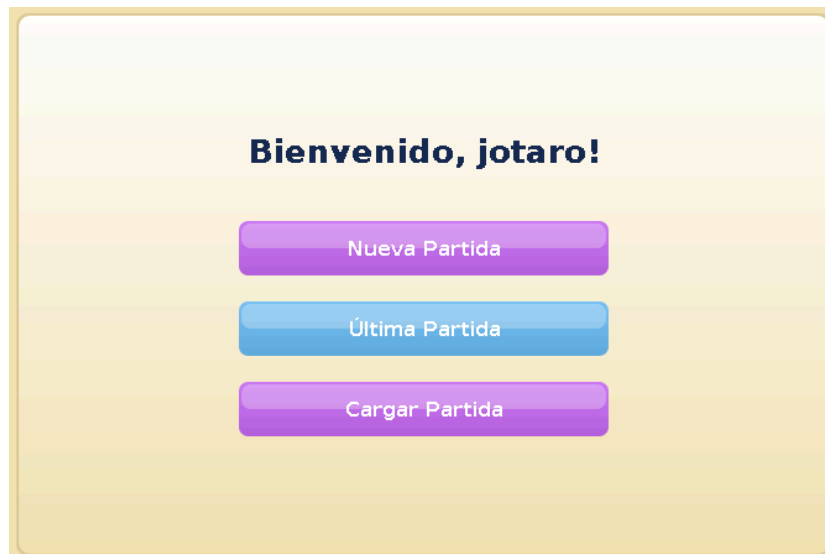 Bienvenido, jotaro!
Nueva Partida
Última Partida
Cargar Partida